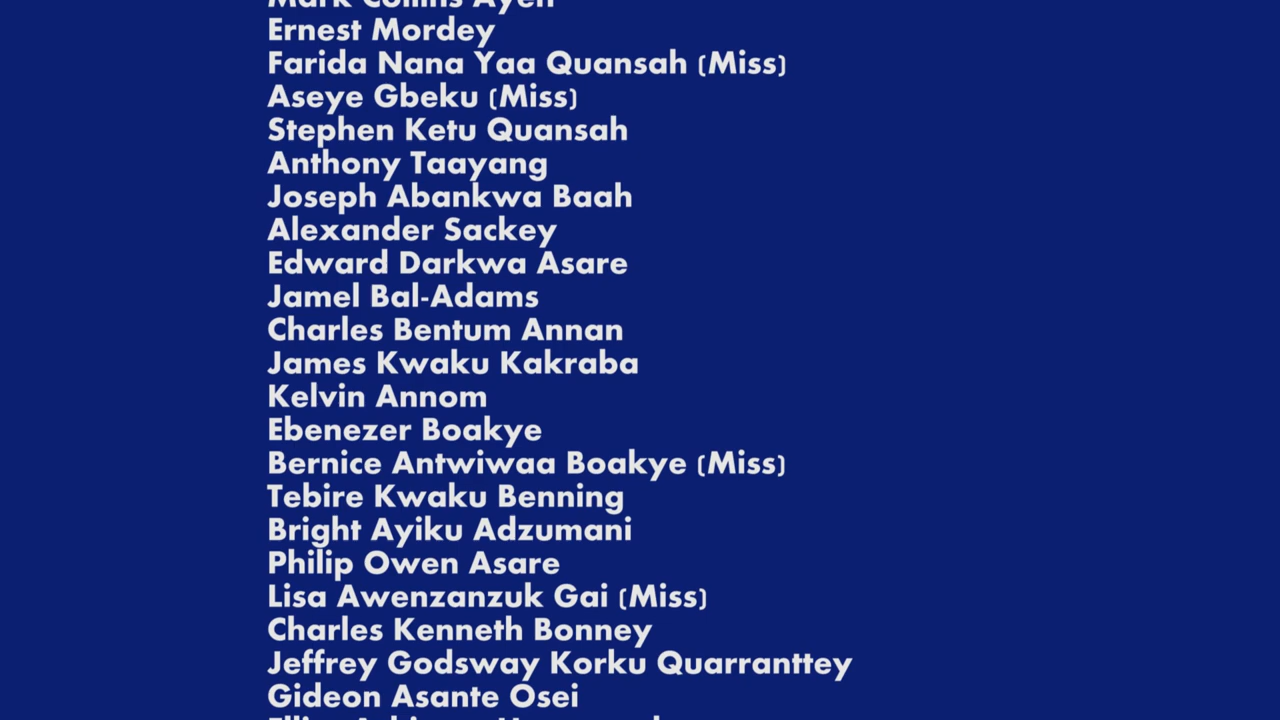 Mark Collins Ayeh
Ernest Mordey
Farida Nana Yaa Quansah (Miss)
Aseye Gbeku (Miss)
Stephen Ketu Quansah
Anthony Taayang
Joseph Abankwa Baah
Alexander Sackey
Edward Darkwa Asare
Jamel Bal-Adams
Charles Bentum Annan
James Kwaku Kakraba
Kelvin Annom
Ebenezer Boakye
Bernice Antwiwaa Boakye (Miss)
Tebire Kwaku Benning
Bright Ayiku Adzumani
Philip Owen Asare
Lisa Awenzanzuk Gai (Miss)
Charles Kenneth Bonney
Jeffrey Godsway Korku Quarranttey
Gideon Asante Osei